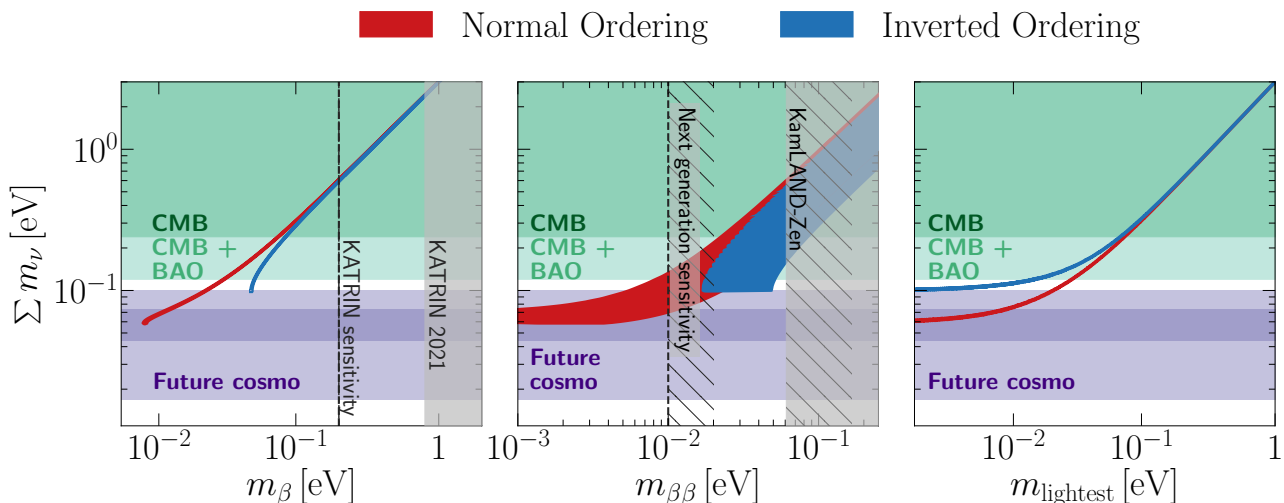 Normal Ordering
Inverted Ordering
Σ m_ν [eV]
10⁰
10⁻¹
CMB
CMB +
BAO
Future cosmo
KATRIN sensitivity
KATRIN 2021
10⁻²
10⁻¹
1
m_β [eV]
CMB
CMB +
BAO
Future
cosmo
Next generation
sensitivity
KamLAND-Zen
10⁻³
10⁻²
10⁻¹
m_ββ [eV]
CMB
CMB +
BAO
Future cosmo
10⁻²
10⁻¹
1
m_lightest [eV]